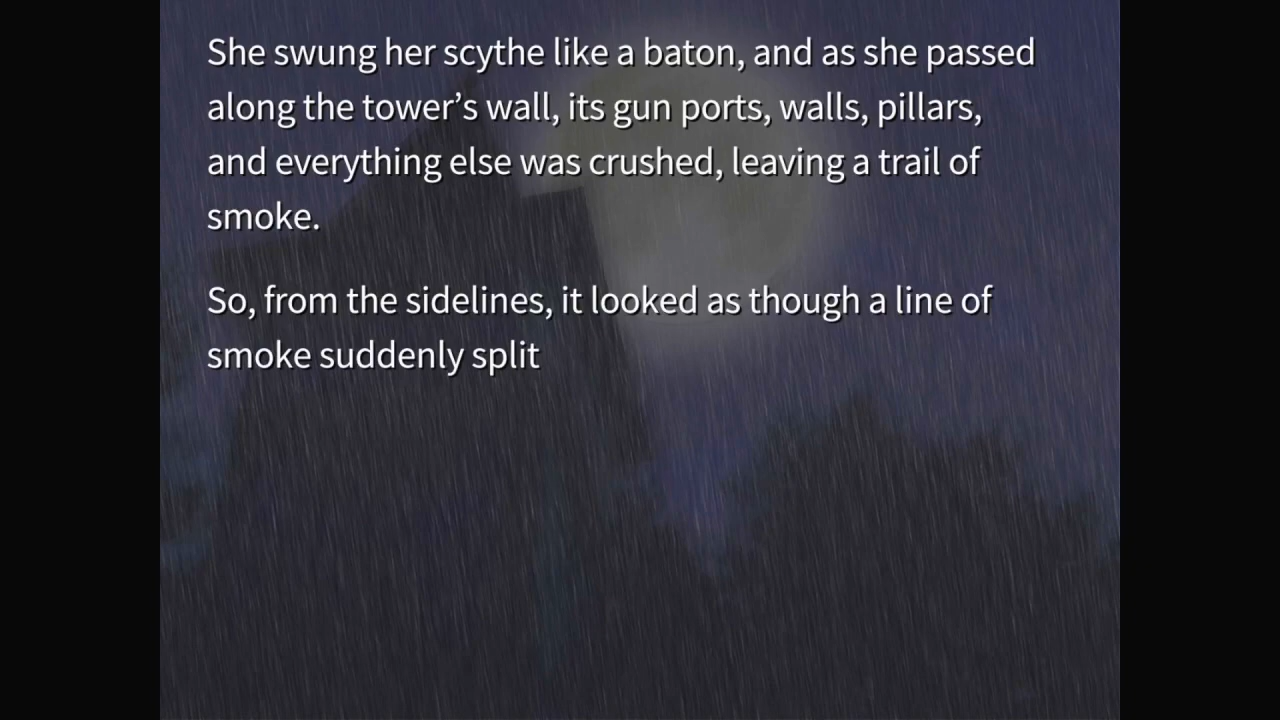 She swung her scythe like a baton, and as she passed
along the tower’s wall, its gun ports, walls, pillars,
and everything else was crushed, leaving a trail of
smoke.
So, from the sidelines, it looked as though a line of
smoke suddenly split